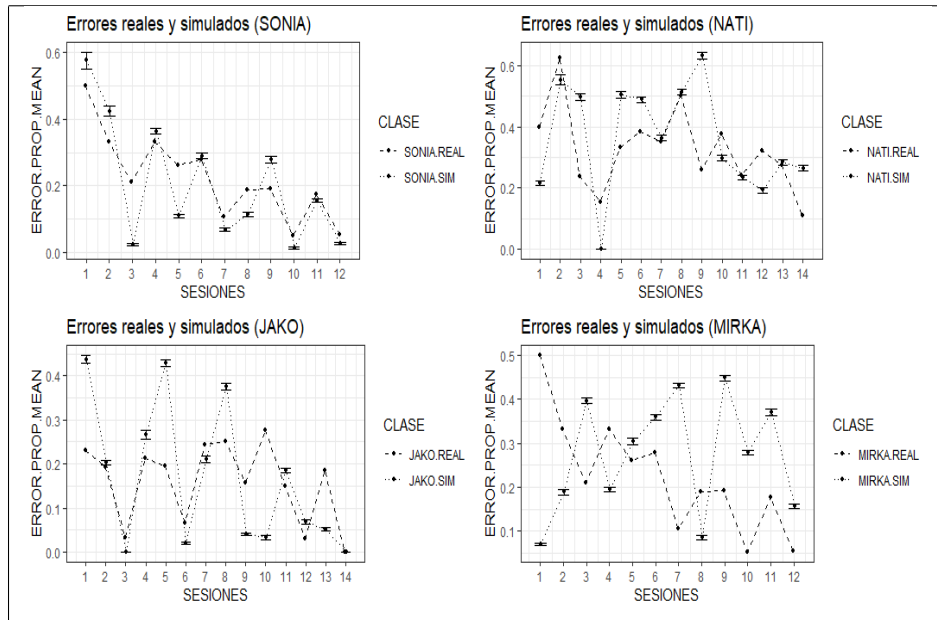 Errores reales y simulados (SONIA)
ERROR.PROP.MEAN
0.6
0.4
0.2
0.0
1 2 3 4 5 6 7 8 9 10 11 12
SESIONES
CLASE
SONIA.REAL
SONIA.SIM
Errores reales y simulados (NATI)
ERROR.PROP.MEAN
0.6
0.4
0.2
0.0
1 2 3 4 5 6 7 8 9 10 11 12 13 14
SESIONES
CLASE
NATI.REAL
NATI.SIM
Errores reales y simulados (JAKO)
ERROR.PROP.MEAN
0.4
0.3
0.2
0.1
0.0
1 2 3 4 5 6 7 8 9 10 11 12 13 14
SESIONES
CLASE
JAKO.REAL
JAKO.SIM
Errores reales y simulados (MIRKA)
ERROR.PROP.MEAN
0.5
0.4
0.3
0.2
0.1
1 2 3 4 5 6 7 8 9 10 11 12
SESIONES
CLASE
MIRKA.REAL
MIRKA.SIM